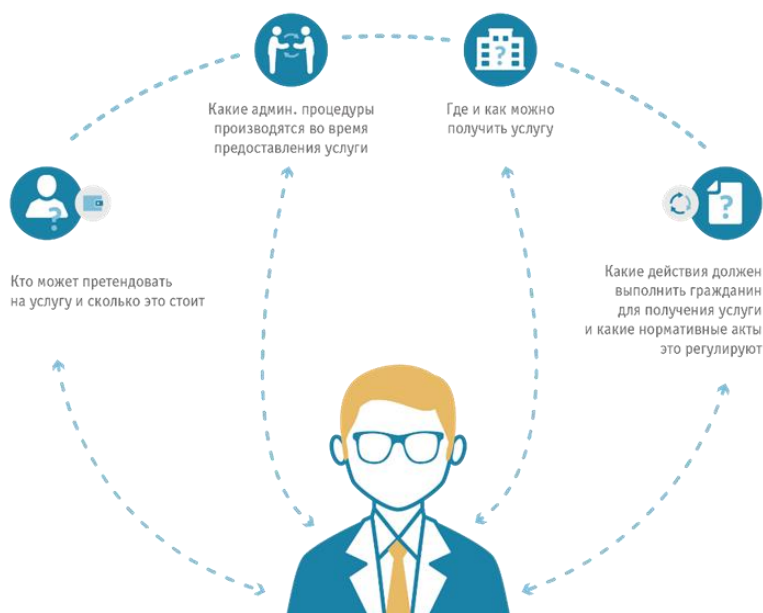 Какие админ. процедуры
производятся во время
предоставления услуги
Где и как можно
получить услугу
Кто может претендовать
на услугу и сколько это стоит
Какие действия должен
выполнить гражданин
для получения услуги
и какие нормативные акты
это регулируют